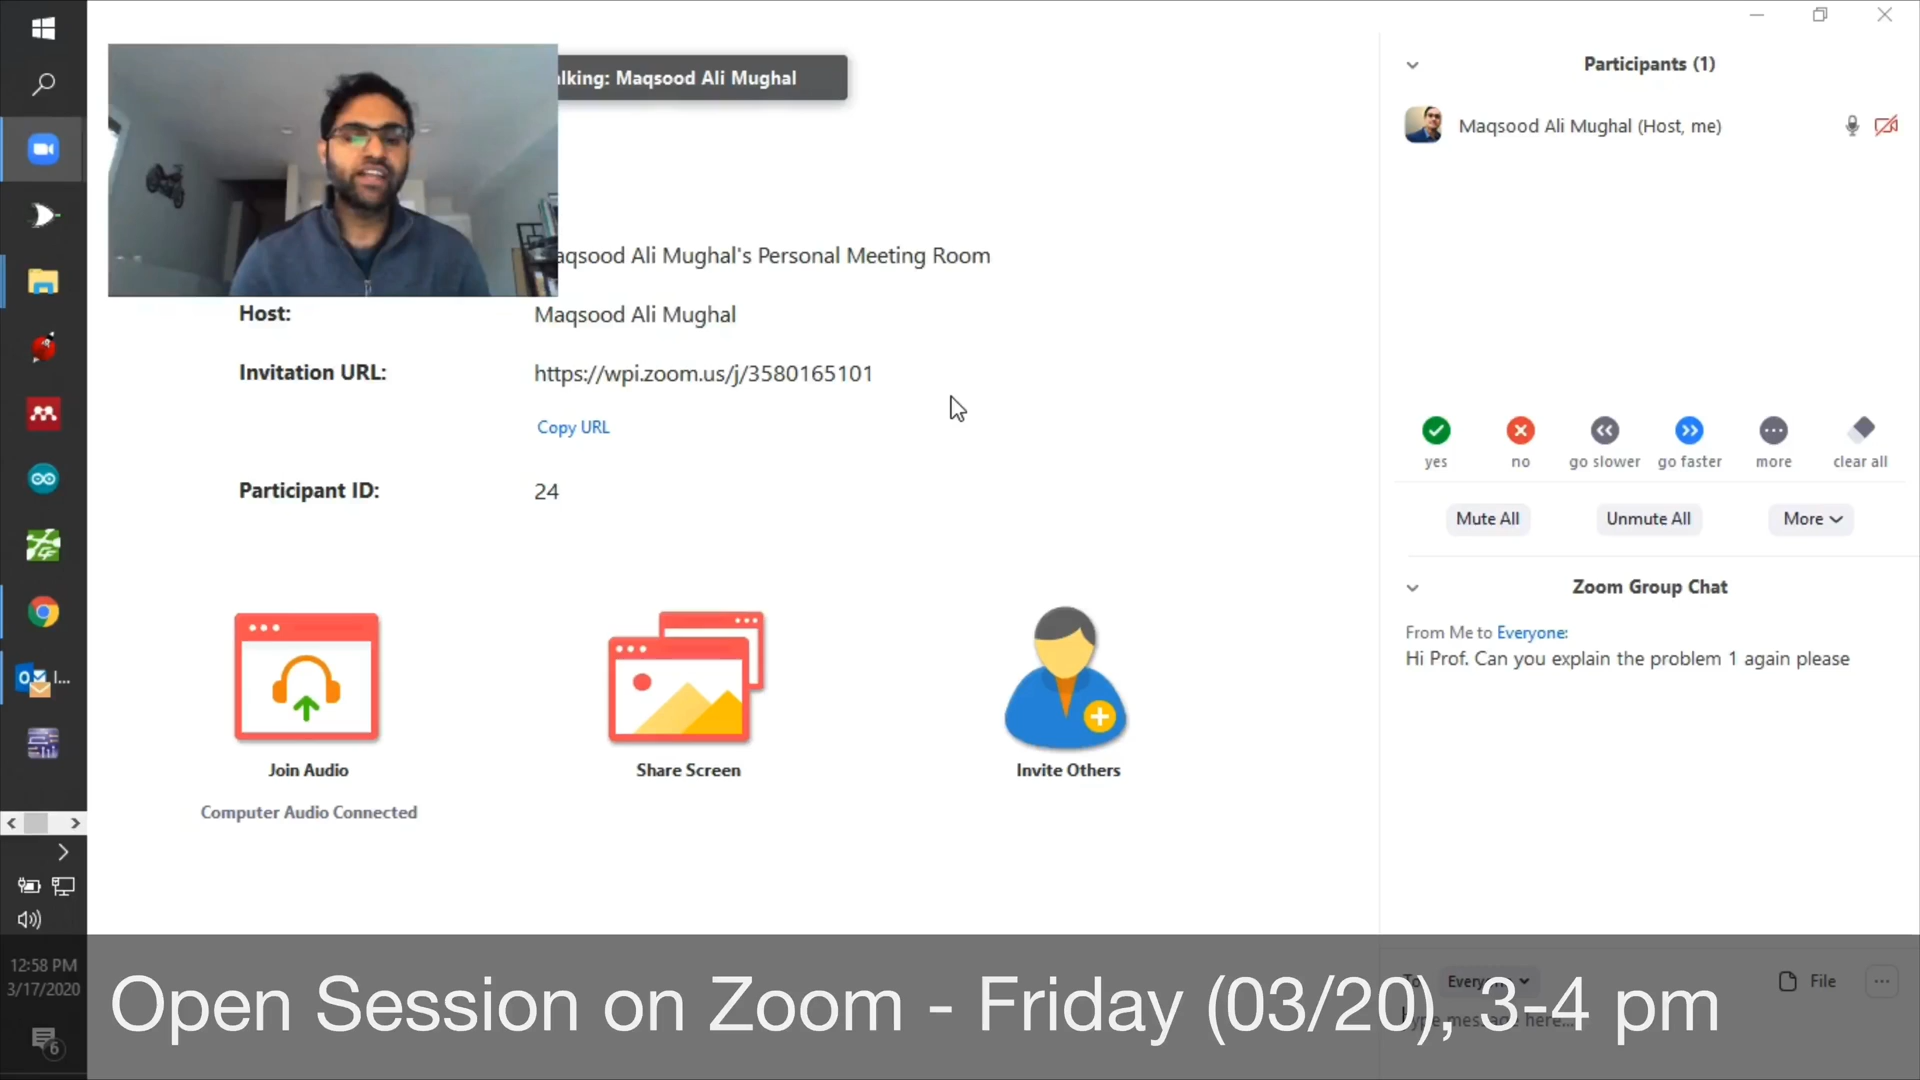 lking: Maqsood Ali Mughal
aqsood Ali Mughal's Personal Meeting Room
Host:
Maqsood Ali Mughal
Invitation URL:
https://wpi.zoom.us/j/3580165101
Copy URL
Participant ID:
24
Join Audio
Computer Audio Connected
Share Screen
Invite Others
Participants (1)
Maqsood Ali Mughal (Host, me)
yes
no
go slower
go faster
more
clear all
Mute All
Unmute All
More
Zoom Group Chat
From Me to Everyone:
Hi Prof. Can you explain the problem 1 again please
File
12:58 PM
3/17/2020
6
Open Session on Zoom - Friday (03/20), 3-4 pm